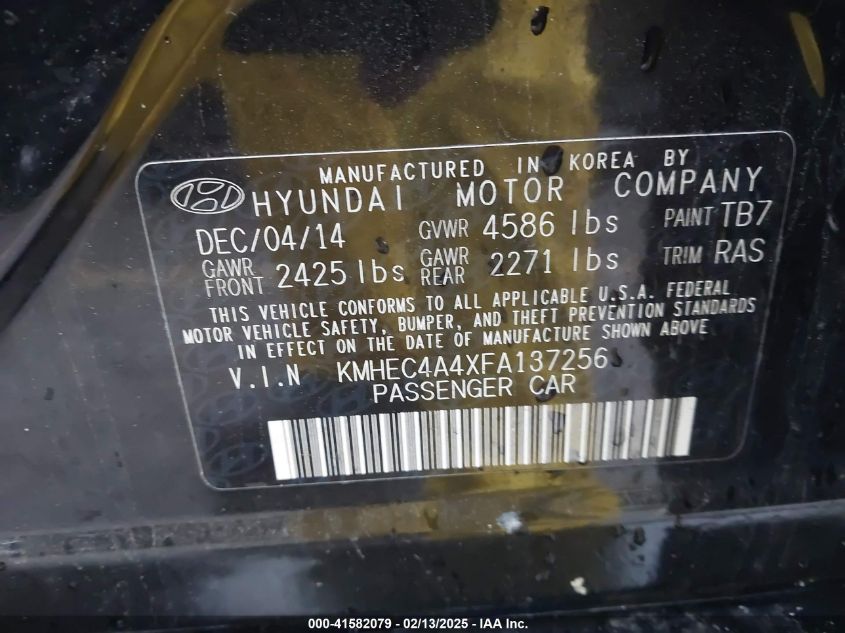 MANUFACTURED IN KOREA BY
HYUNDAI MOTOR COMPANY
DEC/04/14 GVWR 4586 lbs PAINT TB7
GAWR FRONT 2425 lbs GAWR REAR 2271 lbs TRIM RAS
THIS VEHICLE CONFORMS TO ALL APPLICABLE U.S.A. FEDERAL
MOTOR VEHICLE SAFETY, BUMPER, AND THEFT PREVENTION STANDARDS
IN EFFECT ON THE DATE OF MANUFACTURE SHOWN ABOVE
V.I.N KMHEC4A4XFA137256
PASSENGER CAR
000-41582079 - 02/13/2025 - IAA Inc.